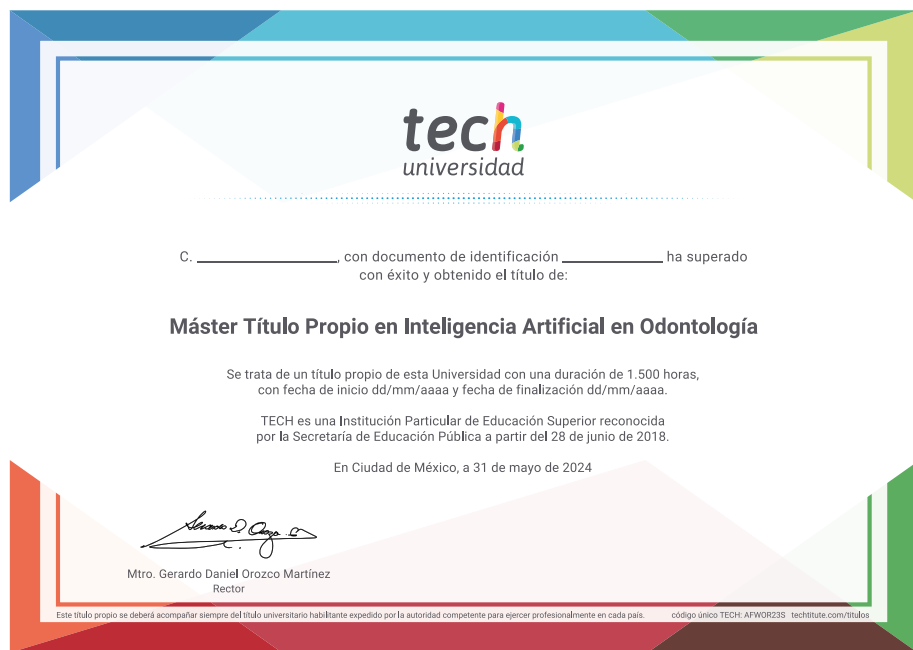 tech
universidad
C. ____________, con documento de identificación ____________ ha superado
con éxito y obtenido el título de:
Máster Título Propio en Inteligencia Artificial en Odontología
Se trata de un título propio de esta Universidad con una duración de 1.500 horas,
con fecha de inicio dd/mm/aaaa y fecha de finalización dd/mm/aaaa.
TECH es una Institución Particular de Educación Superior reconocida
por la Secretaría de Educación Pública a partir del 28 de junio de 2018.
En Ciudad de México, a 31 de mayo de 2024
Mtro. Gerardo Daniel Orozco Martínez
Rector
Este título propio se deberá acompañar siempre del título universitario habilitante expedido por la autoridad competente para ejercer profesionalmente en cada país. código único TECH: AFWOR23S techtitute.com/titulos